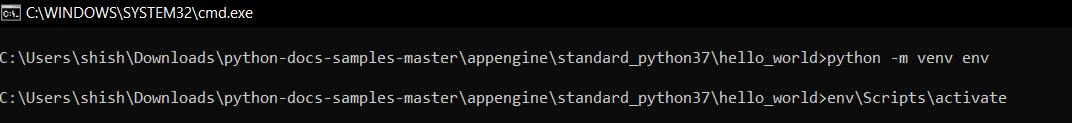 C:\WINDOWS\SYSTEM32\cmd.exe
C:\Users\shish\Downloads\python-docs-samples-master\appengine\standard_python37\hello_world>python -m venv env
C:\Users\shish\Downloads\python-docs-samples-master\appengine\standard_python37\hello_world>env\Scripts\activate